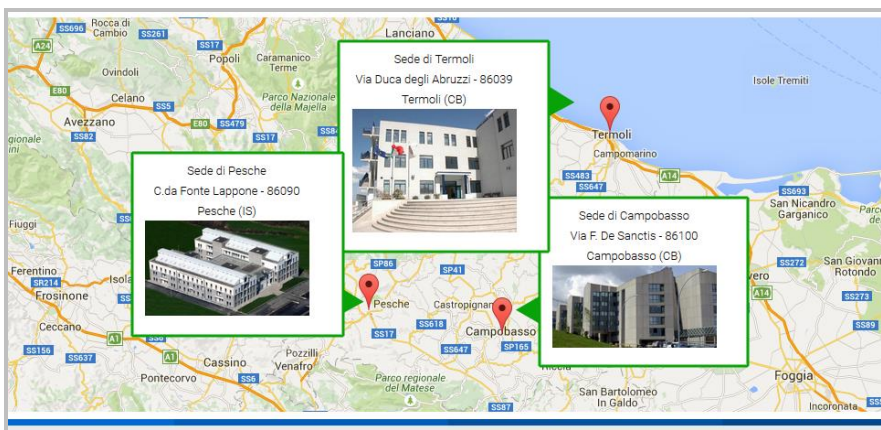 Sede di Termoli
Via Duca degli Abruzzi - 86039
Termoli (CB)
Sede di Pesche
C.da Fonte Lappone - 86090
Pesche (IS)
Sede di Campobasso
Via F. De Sanctis - 86100
Campobasso (CB)
Rocca di
Cambio
SS696
SS261
A24
SS17
Popoli
Caramanico
Terme
Lanciano
Ovindoli
Celano
E80
SS5
Parco Nazionale
della Majella
Avezzano
SS82
E80
SS479
SS17
Isole Tremiti
Termoli
Campomarino
SS483
SS647
A14
SS693
San Nicandro
Garganico
Fiuggi
Ferentino
SR214
Frosinone
Ceccano
A1
SS156
SS637
A1
Cassino
Pontecorvo
SS6
Pozzilli
Venafro
SP86
SP41
Pesche
SS17
SS618
Campobasso
SS647
SP165
Parco regionale
del Matese
SS87
San Bartolomeo
In Galdo
SS272
San Giovanni
Rotondo
A14
SS273
SS89
Foggia
Incoronata